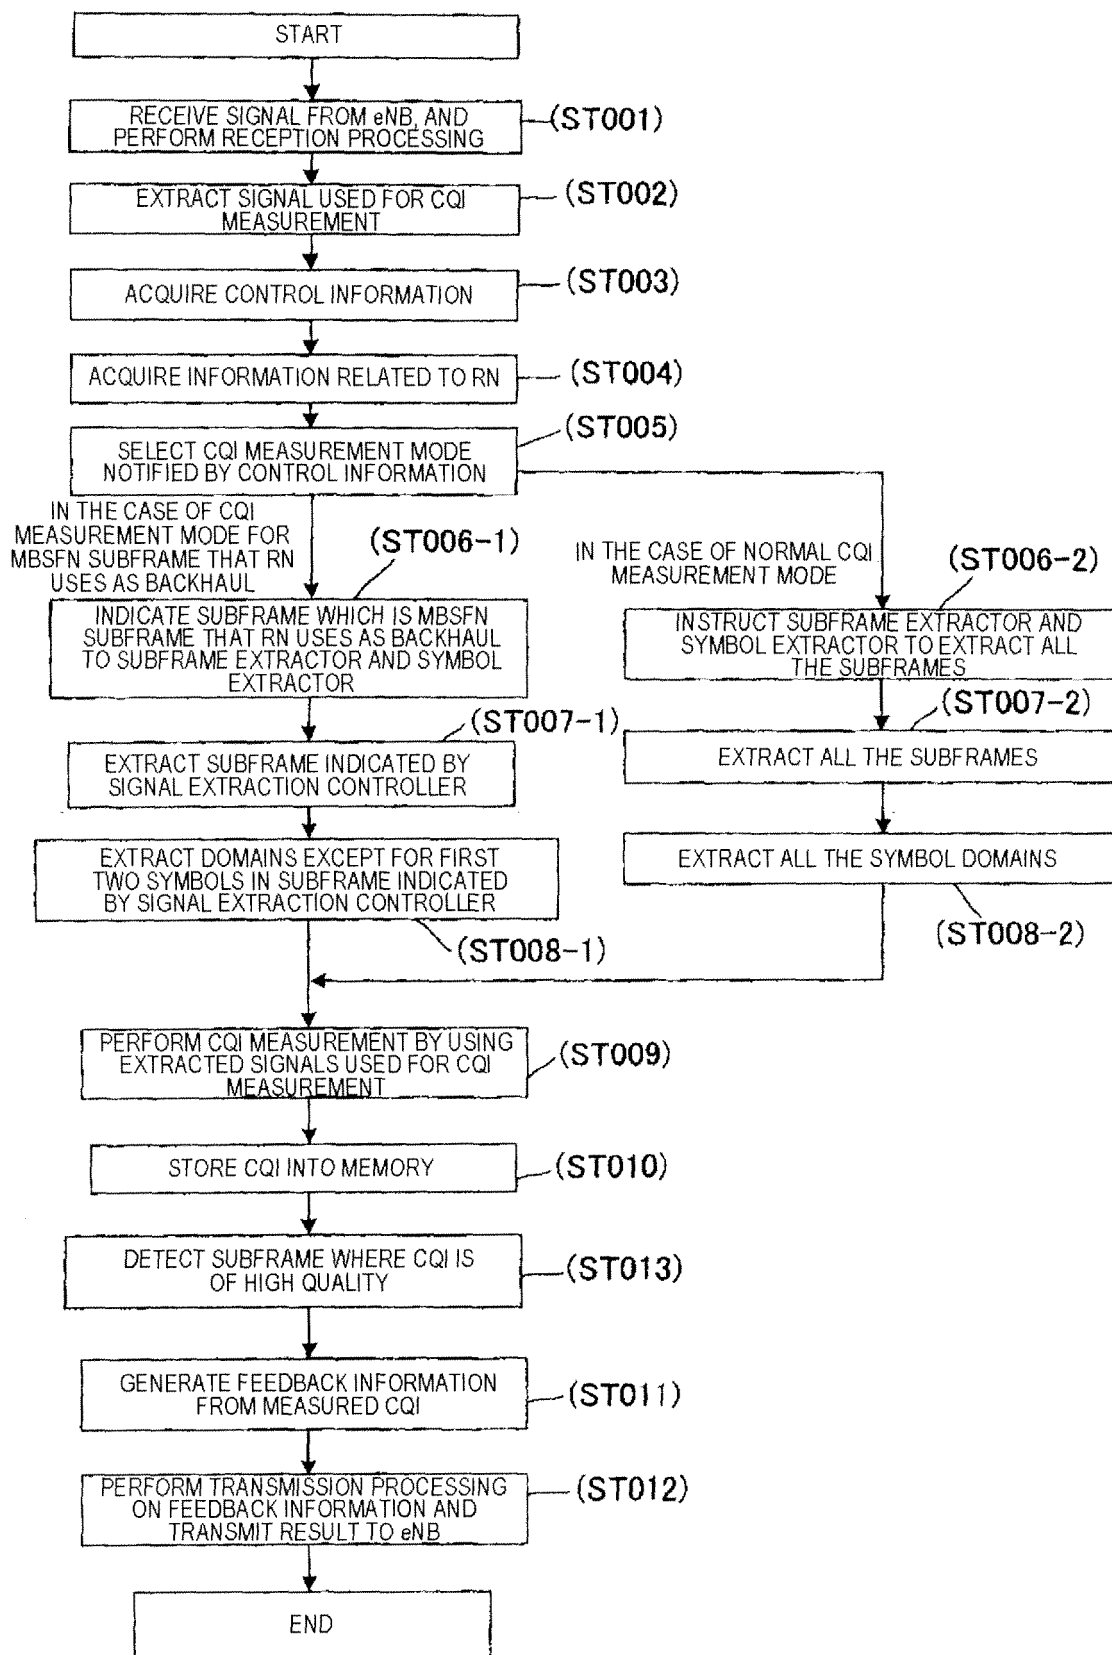 START
RECEIVE SIGNAL FROM eNB, AND
PERFORM RECEPTION PROCESSING
(ST001)
EXTRACT SIGNAL USED FOR CQI
MEASUREMENT
(ST002)
ACQUIRE CONTROL INFORMATION
(ST003)
ACQUIRE INFORMATION RELATED TO RN
(ST004)
SELECT CQI MEASUREMENT MODE
NOTIFIED BY CONTROL INFORMATION
(ST005)
IN THE CASE OF CQI
MEASUREMENT MODE FOR
MBSFN SUBFRAME THAT RN
USES AS BACKHAUL
(ST006-1)
INDICATE SUBFRAME WHICH IS MBSFN
SUBFRAME THAT RN USES AS BACKHAUL
TO SUBFRAME EXTRACTOR AND SYMBOL
EXTRACTOR
(ST007-1)
EXTRACT SUBFRAME INDICATED BY
SIGNAL EXTRACTION CONTROLLER
EXTRACT DOMAINS EXCEPT FOR FIRST
TWO SYMBOLS IN SUBFRAME INDICATED
BY SIGNAL EXTRACTION CONTROLLER
(ST008-1)
IN THE CASE OF NORMAL CQI
MEASUREMENT MODE
(ST006-2)
INSTRUCT SUBFRAME EXTRACTOR AND
SYMBOL EXTRACTOR TO EXTRACT ALL
THE SUBFRAMES
(ST007-2)
EXTRACT ALL THE SUBFRAMES
EXTRACT ALL THE SYMBOL DOMAINS
(ST008-2)
PERFORM CQI MEASUREMENT BY USING
EXTRACTED SIGNALS USED FOR CQI
MEASUREMENT
(ST009)
STORE CQI INTO MEMORY
(ST010)
DETECT SUBFRAME WHERE CQI IS
OF HIGH QUALITY
(ST013)
GENERATE FEEDBACK INFORMATION
FROM MEASURED CQI
(ST011)
PERFORM TRANSMISSION PROCESSING
ON FEEDBACK INFORMATION AND
TRANSMIT RESULT TO eNB
(ST012)
END